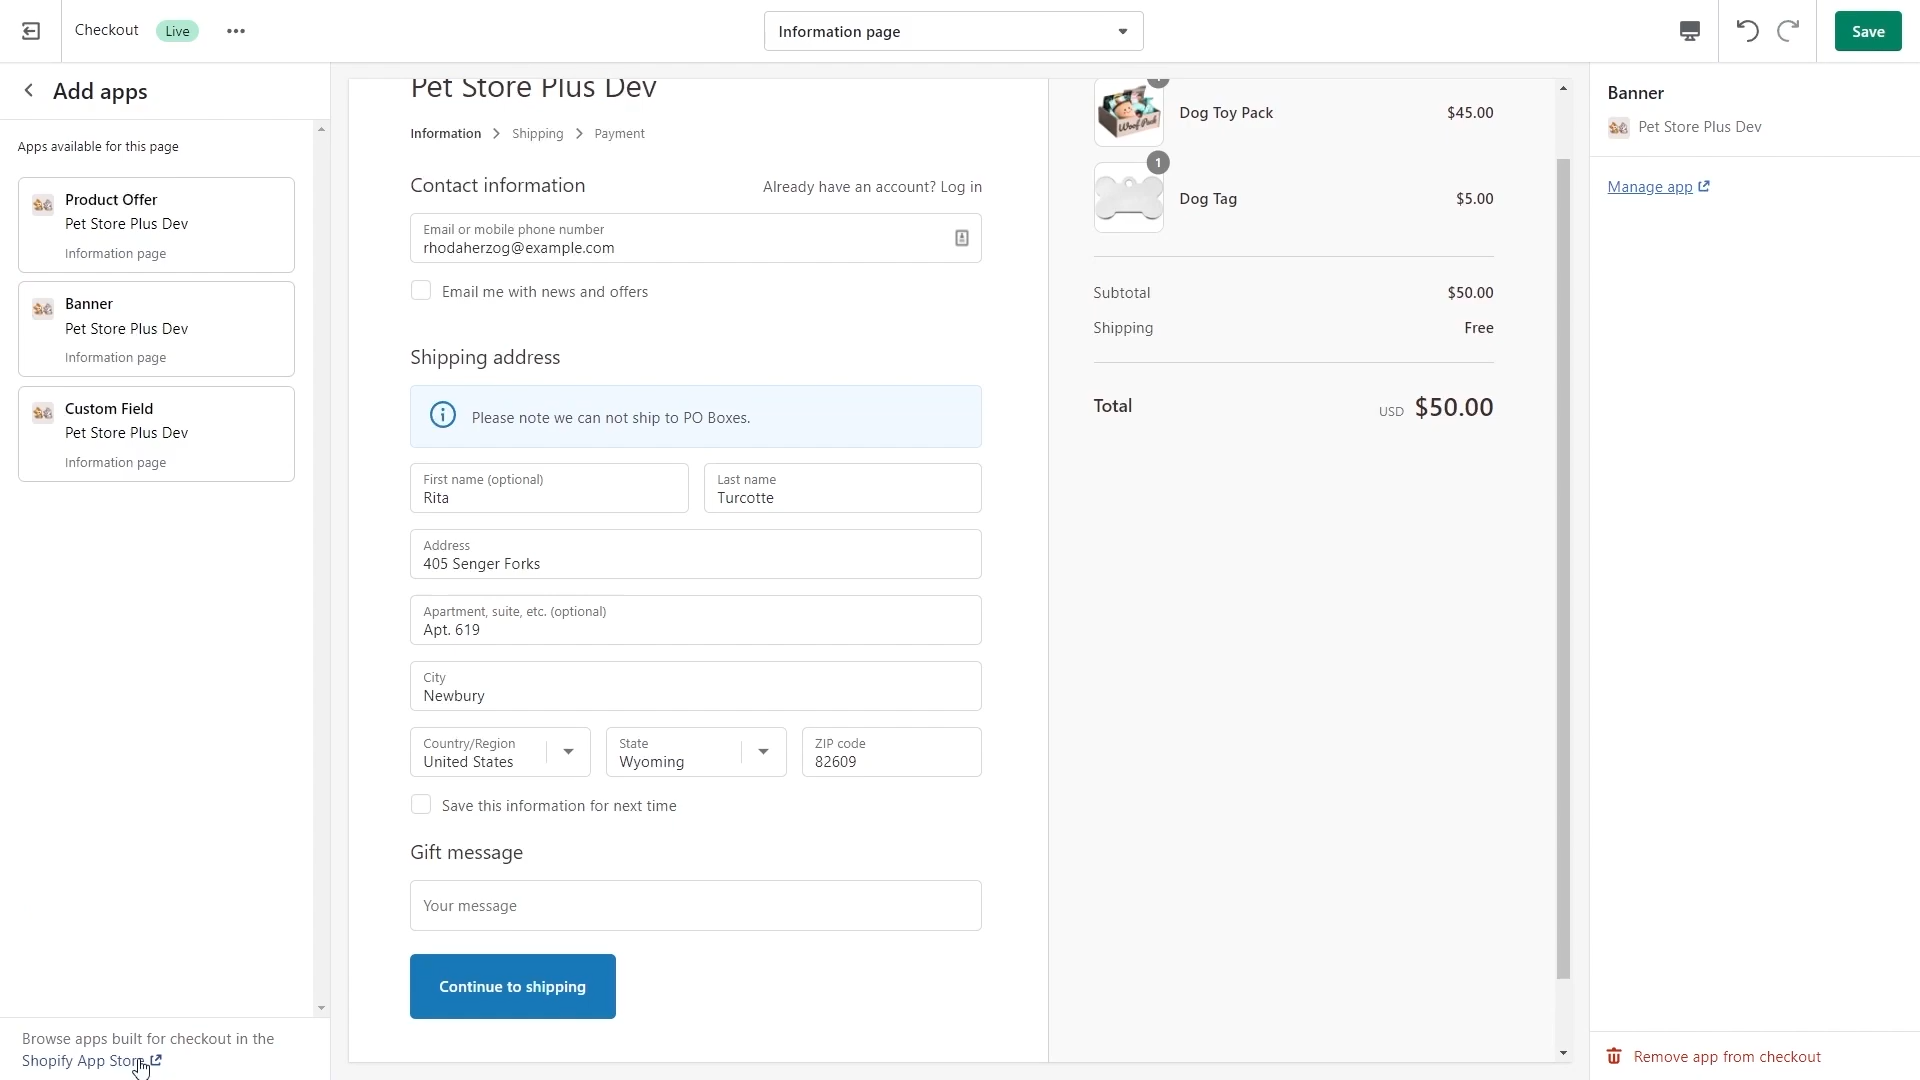 Checkout
Live
Information page
Save
Add apps
Apps available for this page
Product Offer
Pet Store Plus Dev
Information page
Banner
Pet Store Plus Dev
Information page
Custom Field
Pet Store Plus Dev
Information page
Browse apps built for checkout in the
Shopify App Store
Pet Store Plus Dev
Information > Shipping > Payment
Contact information
Already have an account? Log in
Email or mobile phone number
rhodaherzog@example.com
Email me with news and offers
Shipping address
Please note we can not ship to PO Boxes.
First name (optional)
Rita
Last name
Turcotte
Address
405 Senger Forks
Apartment, suite, etc. (optional)
Apt. 619
City
Newbury
Country/Region
United States
State
Wyoming
ZIP code
82609
Save this information for next time
Gift message
Your message
Continue to shipping
Woof Pack
Dog Toy Pack $45.00
1
Dog Tag $5.00
Subtotal $50.00
Shipping Free
Total USD $50.00
Banner
Pet Store Plus Dev
Manage app
Remove app from checkout